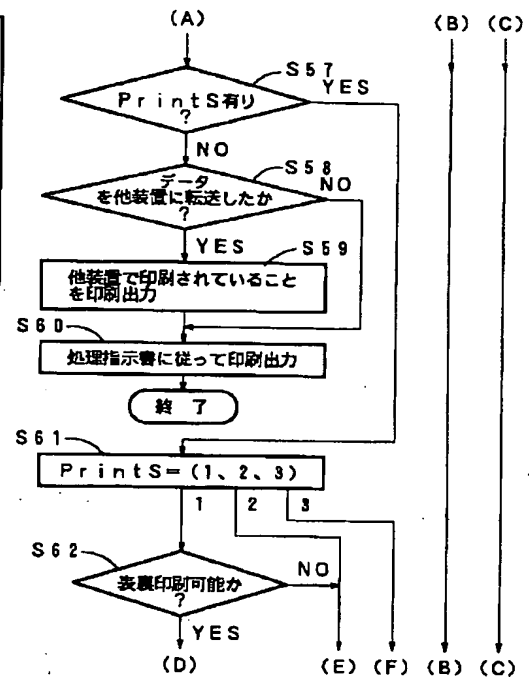 (A)
(B) (C)
S57
YES
PrintS有り
?
NO
S58
データ
NO
を他装置に転送したか
?
YES
S59
他装置で印刷されていること
を印刷出力
S60
処理指示書に従って印刷出力
終了
S61
PrintS=(1、2、3)
1 2 3
S62
表裏印刷可能か
NO
?
YES
(D) (E) (F) (B) (C)